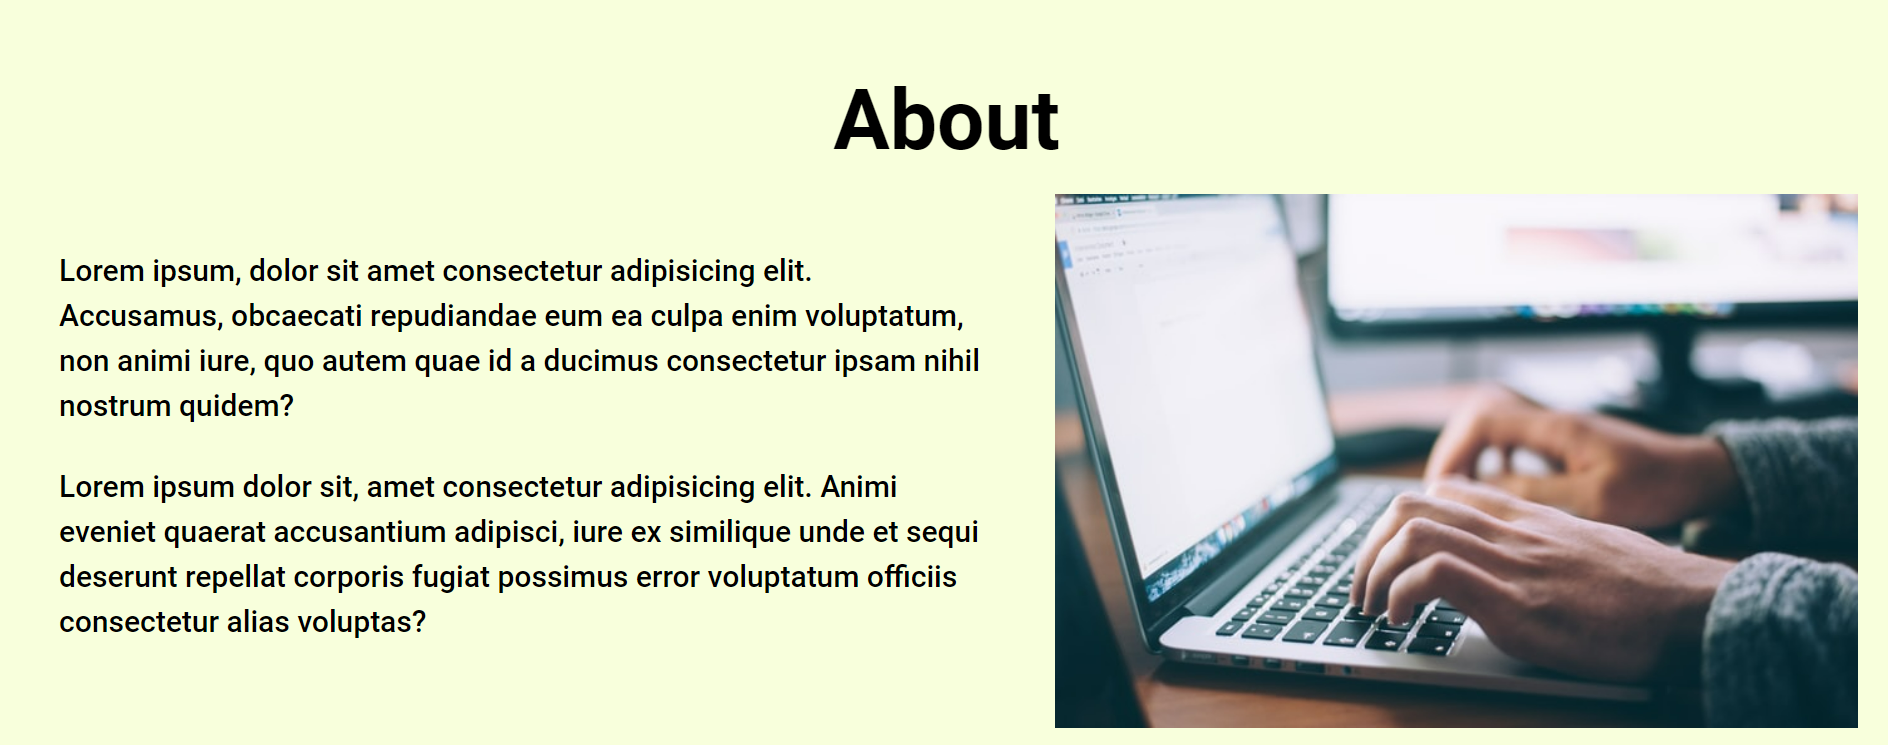 About
Lorem ipsum, dolor sit amet consectetur adipisicing elit.
Accusamus, obcaecati repudiandae eum ea culpa enim voluptatum,
non animi iure, quo autem quae id a ducimus consectetur ipsam nihil
nostrum quidem?
Lorem ipsum dolor sit, amet consectetur adipisicing elit. Animi
eveniet quaerat accusantium adipisci, iure ex similique unde et sequi
deserunt repellat corporis fugiat possimus error voluptatum officiis
consectetur alias voluptas?